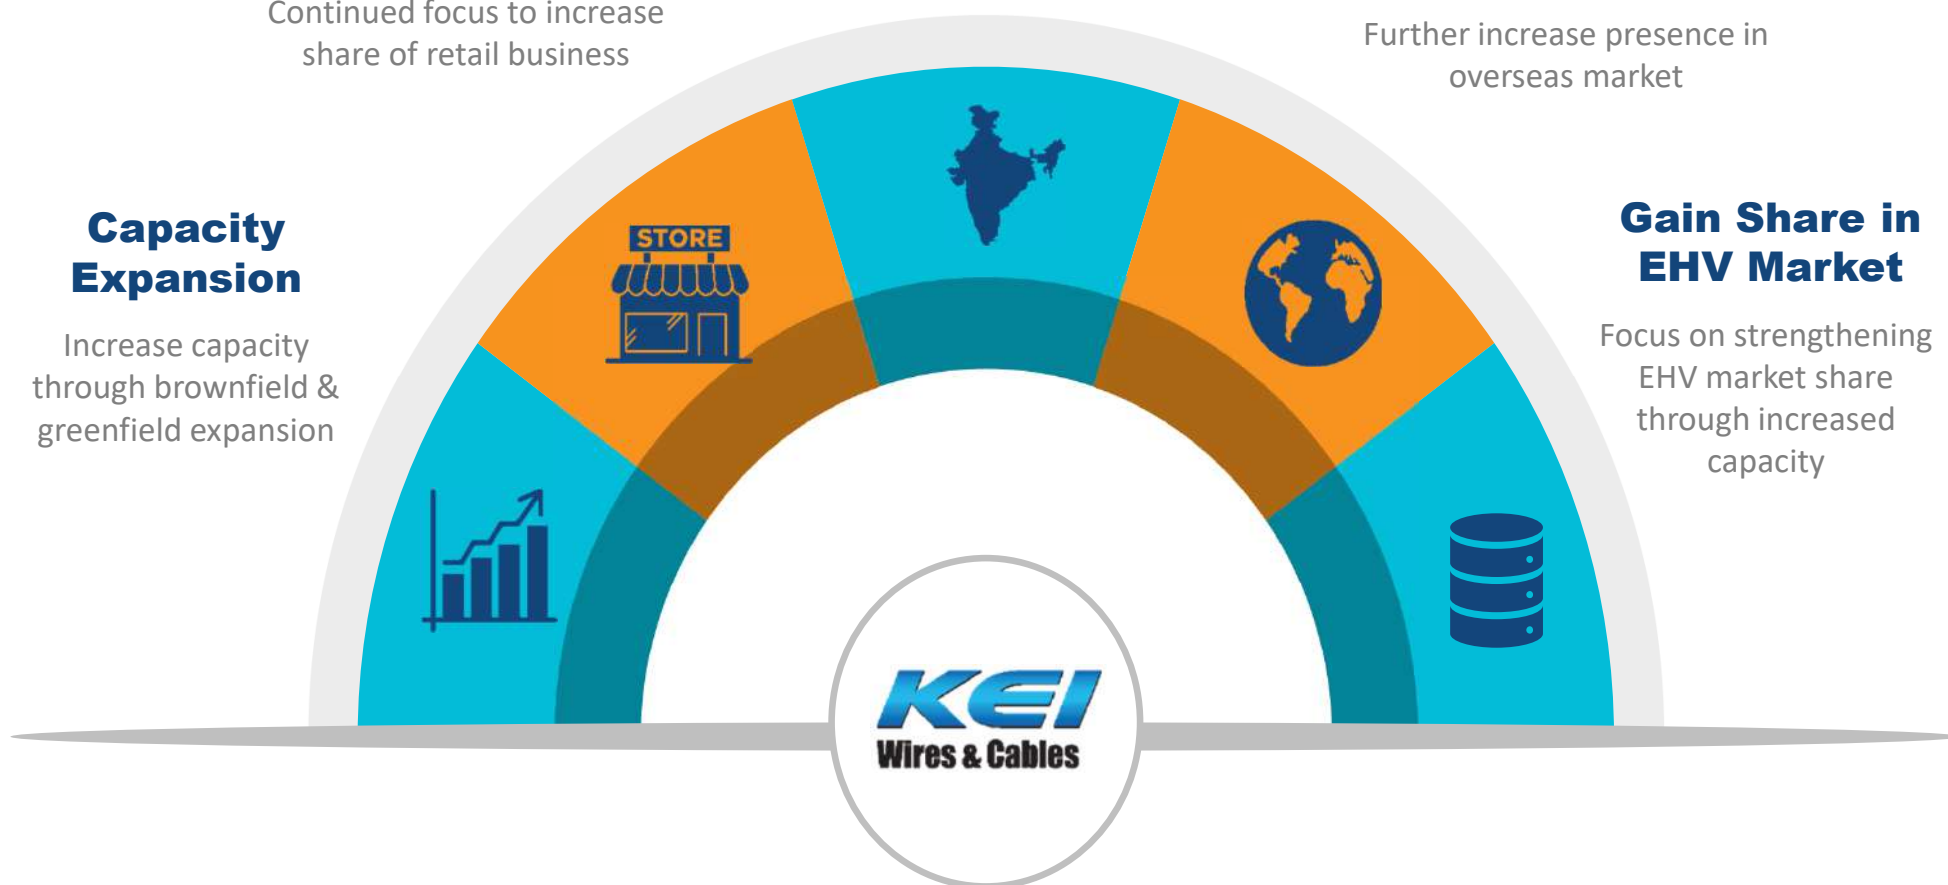 Continued focus to increase
share of retail business
Further increase presence in
overseas market
Capacity
Expansion
Increase capacity
through brownfield &
greenfield expansion
STORE
Gain Share in
EHV Market
Focus on strengthening
EHV market share
through increased
capacity
KEI
Wires & Cables